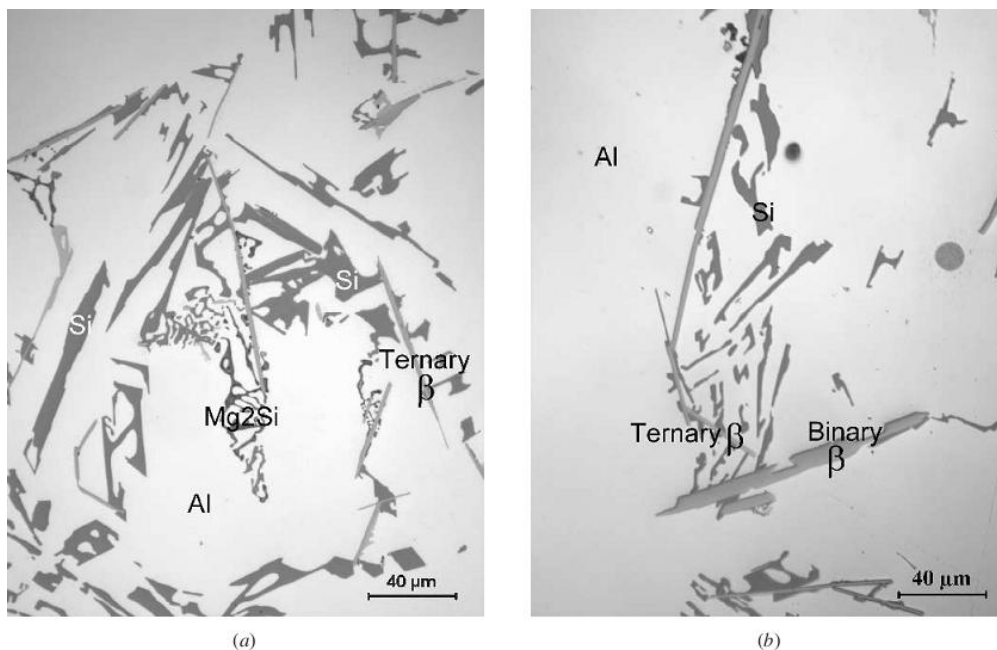 Si
Si
Ternary
β
Mg2Si
Al
40 µm
(a)
Al
Si
Ternary β
Binary
β
40 µm
(b)